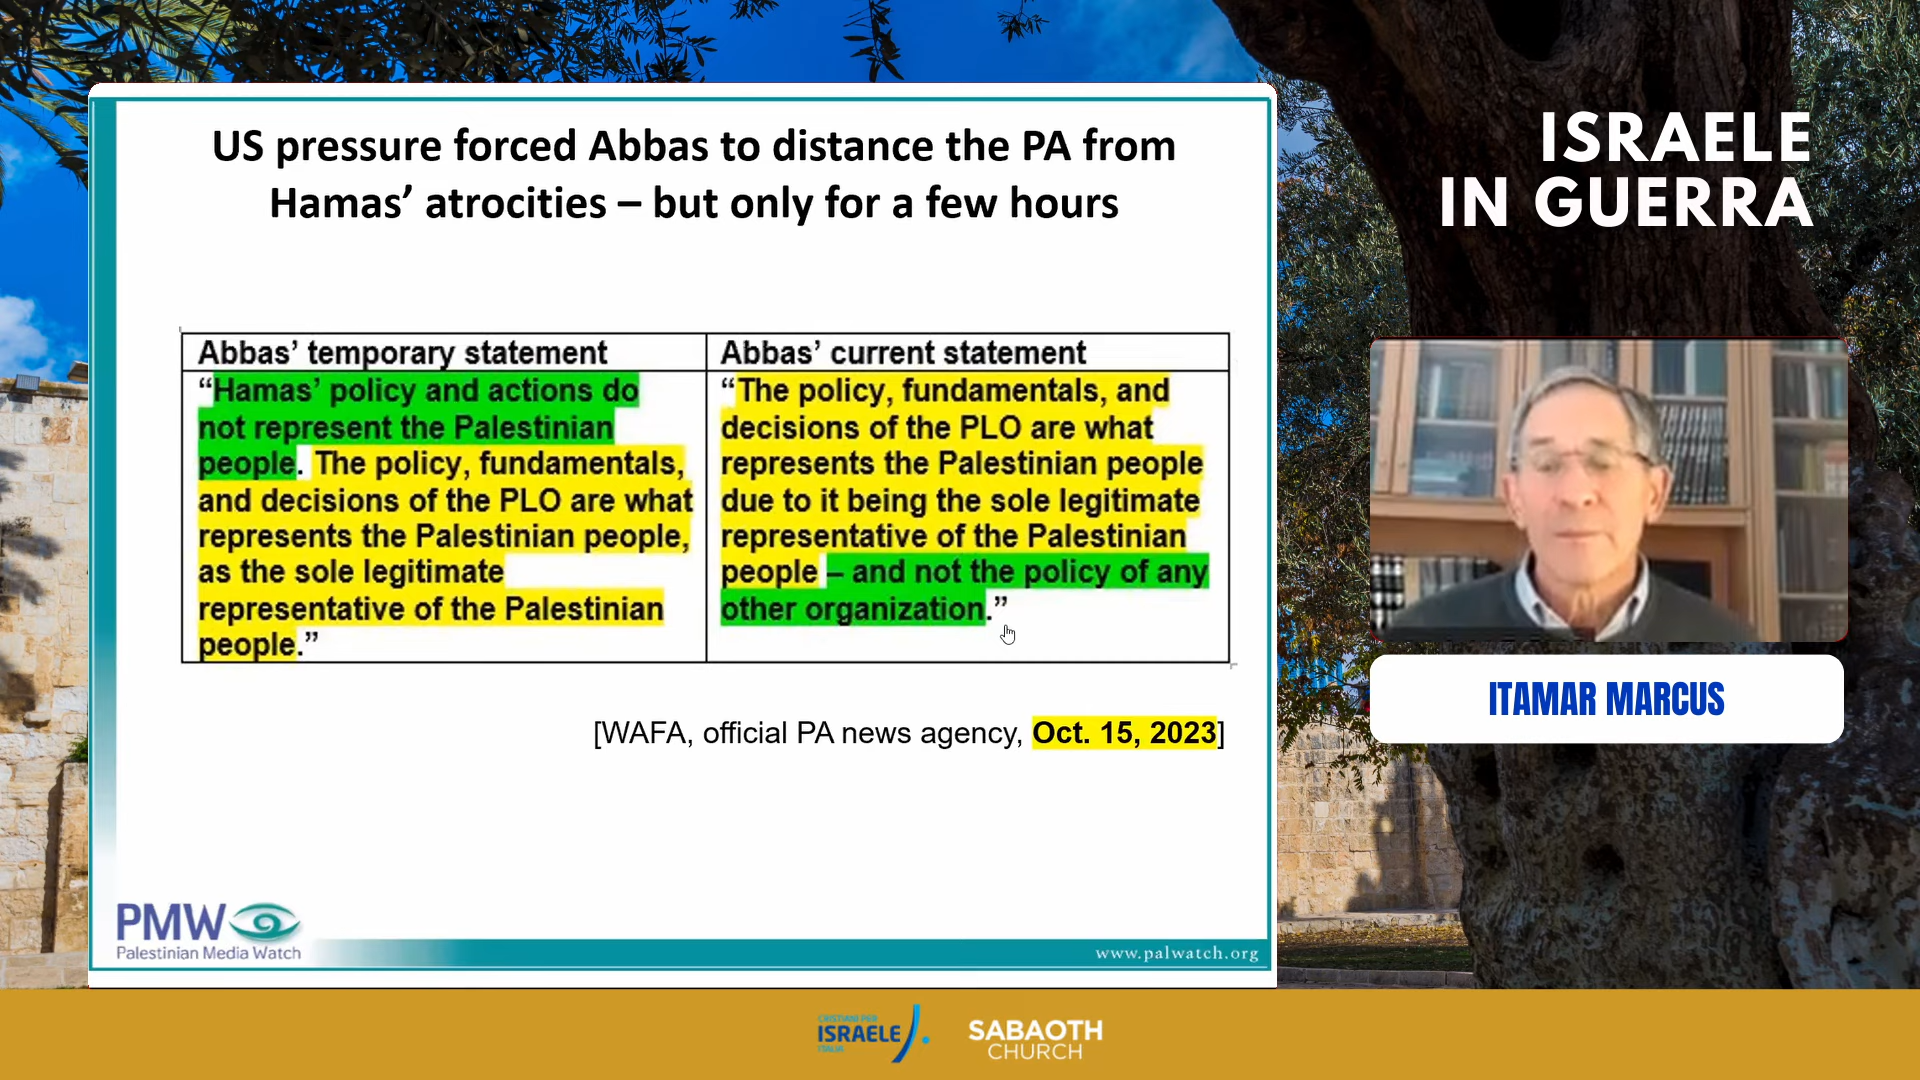 US pressure forced Abbas to distance the PA from
Hamas’ atrocities – but only for a few hours
Abbas’ temporary statement
“Hamas’ policy and actions do
not represent the Palestinian
people. The policy, fundamentals,
and decisions of the PLO are what
represents the Palestinian people,
as the sole legitimate
representative of the Palestinian
people.”
Abbas’ current statement
“The policy, fundamentals, and
decisions of the PLO are what
represents the Palestinian people
due to it being the sole legitimate
representative of the Palestinian
people – and not the policy of any
other organization.”
[WAFA, official PA news agency, Oct. 15, 2023]
PMW
Palestinian Media Watch
www.palwatch.org
ISRAELE
IN GUERRA
ITAMAR MARCUS
CRISTIANI PER
ISRAELE
ITALIA
SABAOTH
CHURCH